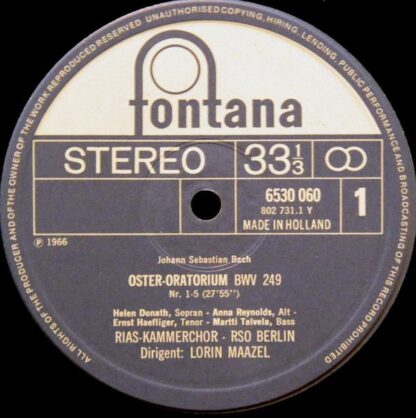 ALL RIGHTS OF THE PRODUCER AND OF THE OWNER OF THE WORK REPRODUCED RESERVED UNAUTHORISED COPYING, HIRING, LENDING, PUBLIC PERFORMANCE AND BROADCASTING OF THIS RECORD PROHIBITED
fontana
STEREO 33 1/3
6530 060 1
802 731.1 Y
MADE IN HOLLAND
℗ 1966
Johann Sebastian Bach
OSTER-ORATORIUM BWV 249
Nr. 1-5 (27'55")
Helen Donath, Sopran - Anna Reynolds, Alt -
Ernst Haefliger, Tenor - Martti Talvela, Bass
RIAS-KAMMERCHOR - RSO BERLIN
Dirigent: LORIN MAAZEL